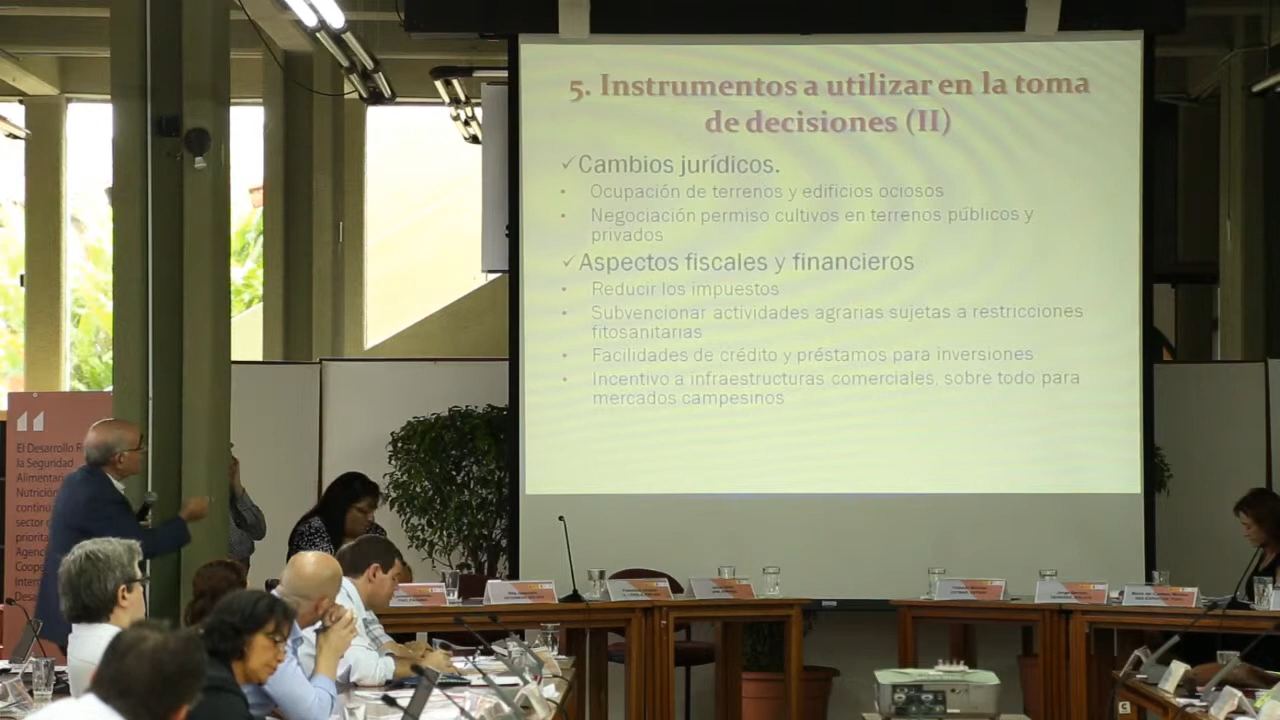 5. Instrumentos a utilizar en la toma
de decisiones (II)
✓Cambios jurídicos.
• Ocupación de terrenos y edificios ociosos
• Negociación permiso cultivos en terrenos públicos y
privados
✓Aspectos fiscales y financieros
• Reducir los impuestos
• Subvencionar actividades agrarias sujetas a restricciones
fitosanitarias
• Facilidades de crédito y préstamos para inversiones
• Incentivo a infraestructuras comerciales, sobre todo para
mercados campesinos
El Desarrollo
la Seguridad